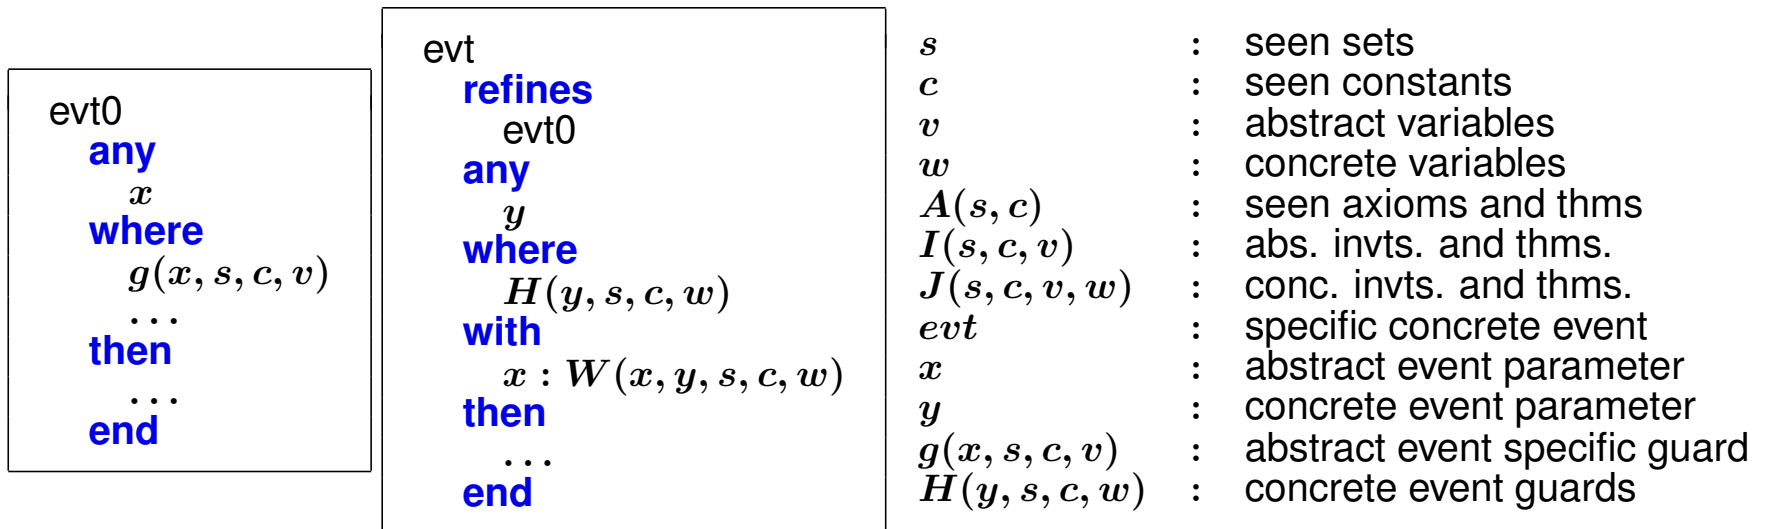 evt0
any
x
where
g(x, s, c, v)
...
then
...
end
evt
refines
evt0
any
y
where
H(y, s, c, w)
with
x : W(x, y, s, c, w)
then
...
end
s : seen sets
c : seen constants
v : abstract variables
w : concrete variables
A(s, c) : seen axioms and thms
I(s, c, v) : abs. invts. and thms.
J(s, c, v, w) : conc. invts. and thms.
evt : specific concrete event
x : abstract event parameter
y : concrete event parameter
g(x, s, c, v) : abstract event specific guard
H(y, s, c, w) : concrete event guards